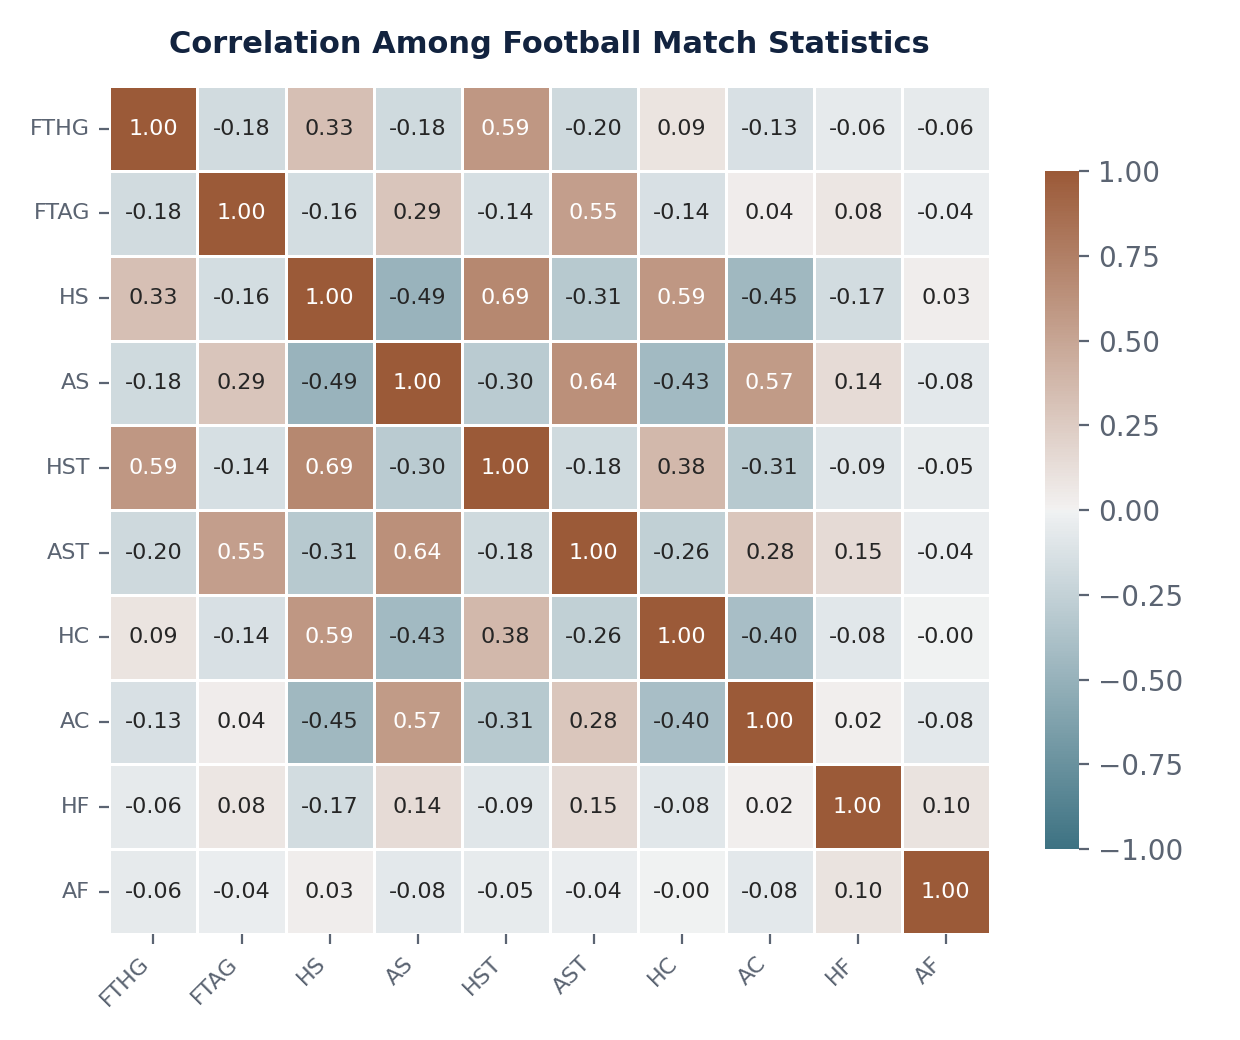 Correlation Among Football Match Statistics
FTHG 1.00 -0.18 0.33 -0.18 0.59 -0.20 0.09 -0.13 -0.06 -0.06
FTAG -0.18 1.00 -0.16 0.29 -0.14 0.55 -0.14 0.04 0.08 -0.04
HS 0.33 -0.16 1.00 -0.49 0.69 -0.31 0.59 -0.45 -0.17 0.03
AS -0.18 0.29 -0.49 1.00 -0.30 0.64 -0.43 0.57 0.14 -0.08
HST 0.59 -0.14 0.69 -0.30 1.00 -0.18 0.38 -0.31 -0.09 -0.05
AST -0.20 0.55 -0.31 0.64 -0.18 1.00 -0.26 0.28 0.15 -0.04
HC 0.09 -0.14 0.59 -0.43 0.38 -0.26 1.00 -0.40 -0.08 -0.00
AC -0.13 0.04 -0.45 0.57 -0.31 0.28 -0.40 1.00 0.02 -0.08
HF -0.06 0.08 -0.17 0.14 -0.09 0.15 -0.08 0.02 1.00 0.10
AF -0.06 -0.04 0.03 -0.08 -0.05 -0.04 -0.00 -0.08 0.10 1.00
FTHG FTAG HS AS HST AST HC AC HF AF
1.00
0.75
0.50
0.25
0.00
−0.25
−0.50
−0.75
−1.00